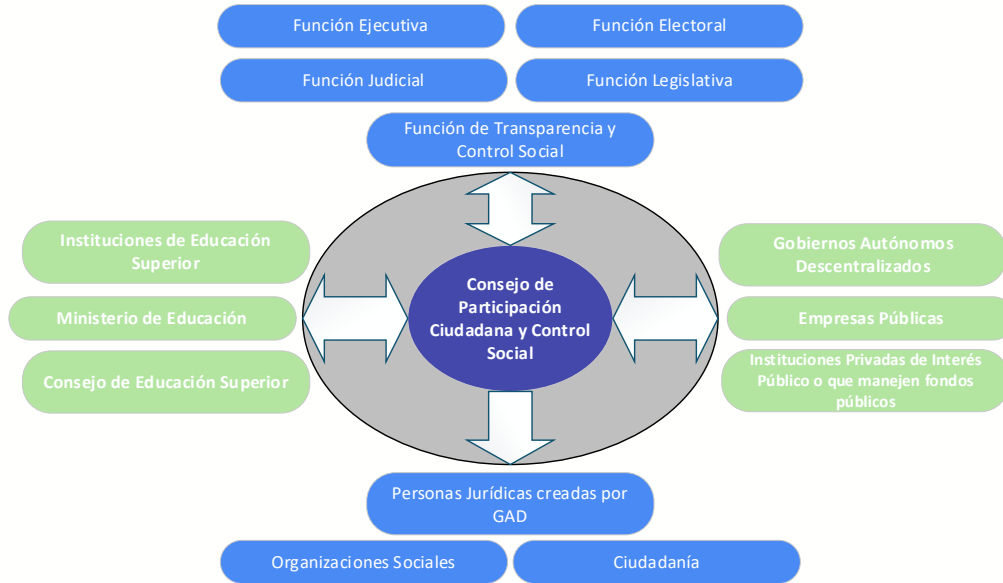 Función Ejecutiva
Función Electoral
Función Judicial
Función Legislativa
Función de Transparencia y
Control Social
Instituciones de Educación
Superior
Ministerio de Educación
Consejo de Educación Superior
Consejo de
Participación
Ciudadana y Control
Social
Gobiernos Autónomos
Descentralizados
Empresas Públicas
Instituciones Privadas de Interés
Público o que manejen fondos
públicos
Personas Jurídicas creadas por
GAD
Organizaciones Sociales
Ciudadanía